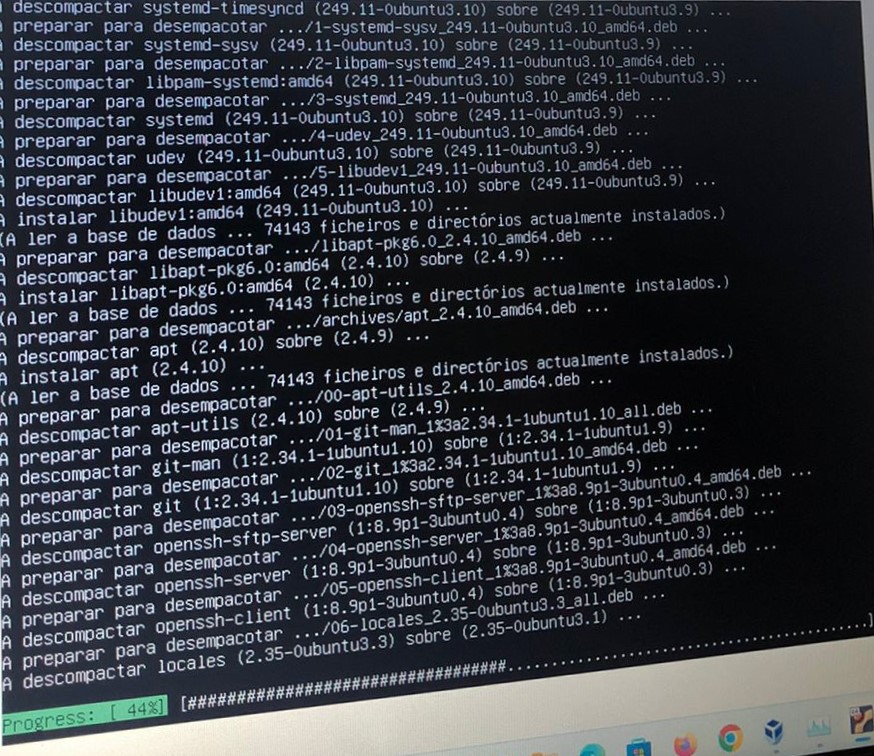 A descompactar systemd-timesyncd (249.11-0ubuntu3.10) sobre (249.11-0ubuntu3.9) ...
A preparar para desempacotar .../1-systemd-sysv_249.11-0ubuntu3.10_amd64.deb ...
A descompactar systemd-sysv (249.11-0ubuntu3.10) sobre (249.11-0ubuntu3.9) ...
A preparar para desempacotar .../2-libpam-systemd_249.11-0ubuntu3.10_amd64.deb ...
A descompactar libpam-systemd:amd64 (249.11-0ubuntu3.10) sobre (249.11-0ubuntu3.9) ...
A preparar para desempacotar .../3-systemd_249.11-0ubuntu3.10_amd64.deb ...
A descompactar systemd (249.11-0ubuntu3.10) sobre (249.11-0ubuntu3.9) ...
A preparar para desempacotar .../4-udev_249.11-0ubuntu3.10_amd64.deb ...
A descompactar udev (249.11-0ubuntu3.10) sobre (249.11-0ubuntu3.9) ...
A preparar para desempacotar .../5-libudev1_249.11-0ubuntu3.10_amd64.deb ...
A descompactar libudev1:amd64 (249.11-0ubuntu3.10) sobre (249.11-0ubuntu3.9) ...
A instalar libudev1:amd64 (249.11-0ubuntu3.10) ...
(A ler a base de dados ... 74143 ficheiros e directórios actualmente instalados.)
A preparar para desempacotar .../libapt-pkg6.0_2.4.10_amd64.deb ...
A descompactar libapt-pkg6.0:amd64 (2.4.10) sobre (2.4.9) ...
A instalar libapt-pkg6.0:amd64 (2.4.10) ...
(A ler a base de dados ... 74143 ficheiros e directórios actualmente instalados.)
A preparar para desempacotar .../archives/apt_2.4.10_amd64.deb ...
A descompactar apt (2.4.10) sobre (2.4.9) ...
A instalar apt (2.4.10) ...
(A ler a base de dados ... 74143 ficheiros e directórios actualmente instalados.)
A preparar para desempacotar .../00-apt-utils_2.4.10_amd64.deb ...
A descompactar apt-utils (2.4.10) sobre (2.4.9) ...
A preparar para desempacotar .../01-git-man_1%3a2.34.1-1ubuntu1.10_all.deb ...
A descompactar git-man (1:2.34.1-1ubuntu1.10) sobre (1:2.34.1-1ubuntu1.9) ...
A preparar para desempacotar .../02-git_1%3a2.34.1-1ubuntu1.10_amd64.deb ...
A descompactar git (1:2.34.1-1ubuntu1.10) sobre (1:2.34.1-1ubuntu1.9) ...
A preparar para desempacotar .../03-openssh-sftp-server_1%3a8.9p1-3ubuntu0.4_amd64.deb ...
A descompactar openssh-sftp-server (1:8.9p1-3ubuntu0.4) sobre (1:8.9p1-3ubuntu0.3) ...
A preparar para desempacotar .../04-openssh-server_1%3a8.9p1-3ubuntu0.4_amd64.deb ...
A descompactar openssh-server (1:8.9p1-3ubuntu0.4) sobre (1:8.9p1-3ubuntu0.3) ...
A preparar para desempacotar .../05-openssh-client_1%3a8.9p1-3ubuntu0.4_amd64.deb ...
A descompactar openssh-client (1:8.9p1-3ubuntu0.4) sobre (1:8.9p1-3ubuntu0.3) ...
A preparar para desempacotar .../06-locales_2.35-0ubuntu3.3_all.deb ...
A descompactar locales (2.35-0ubuntu3.3) sobre (2.35-0ubuntu3.1) ...
Progress: [ 44%] [################################.........................................]